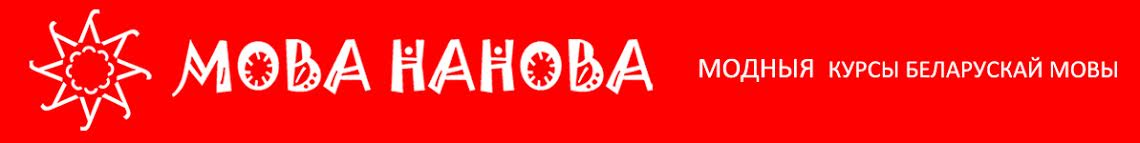 МОВА НАНОВА
МОДНЫЯ КУРСЫ БЕЛАРУСКАЙ МОВЫ